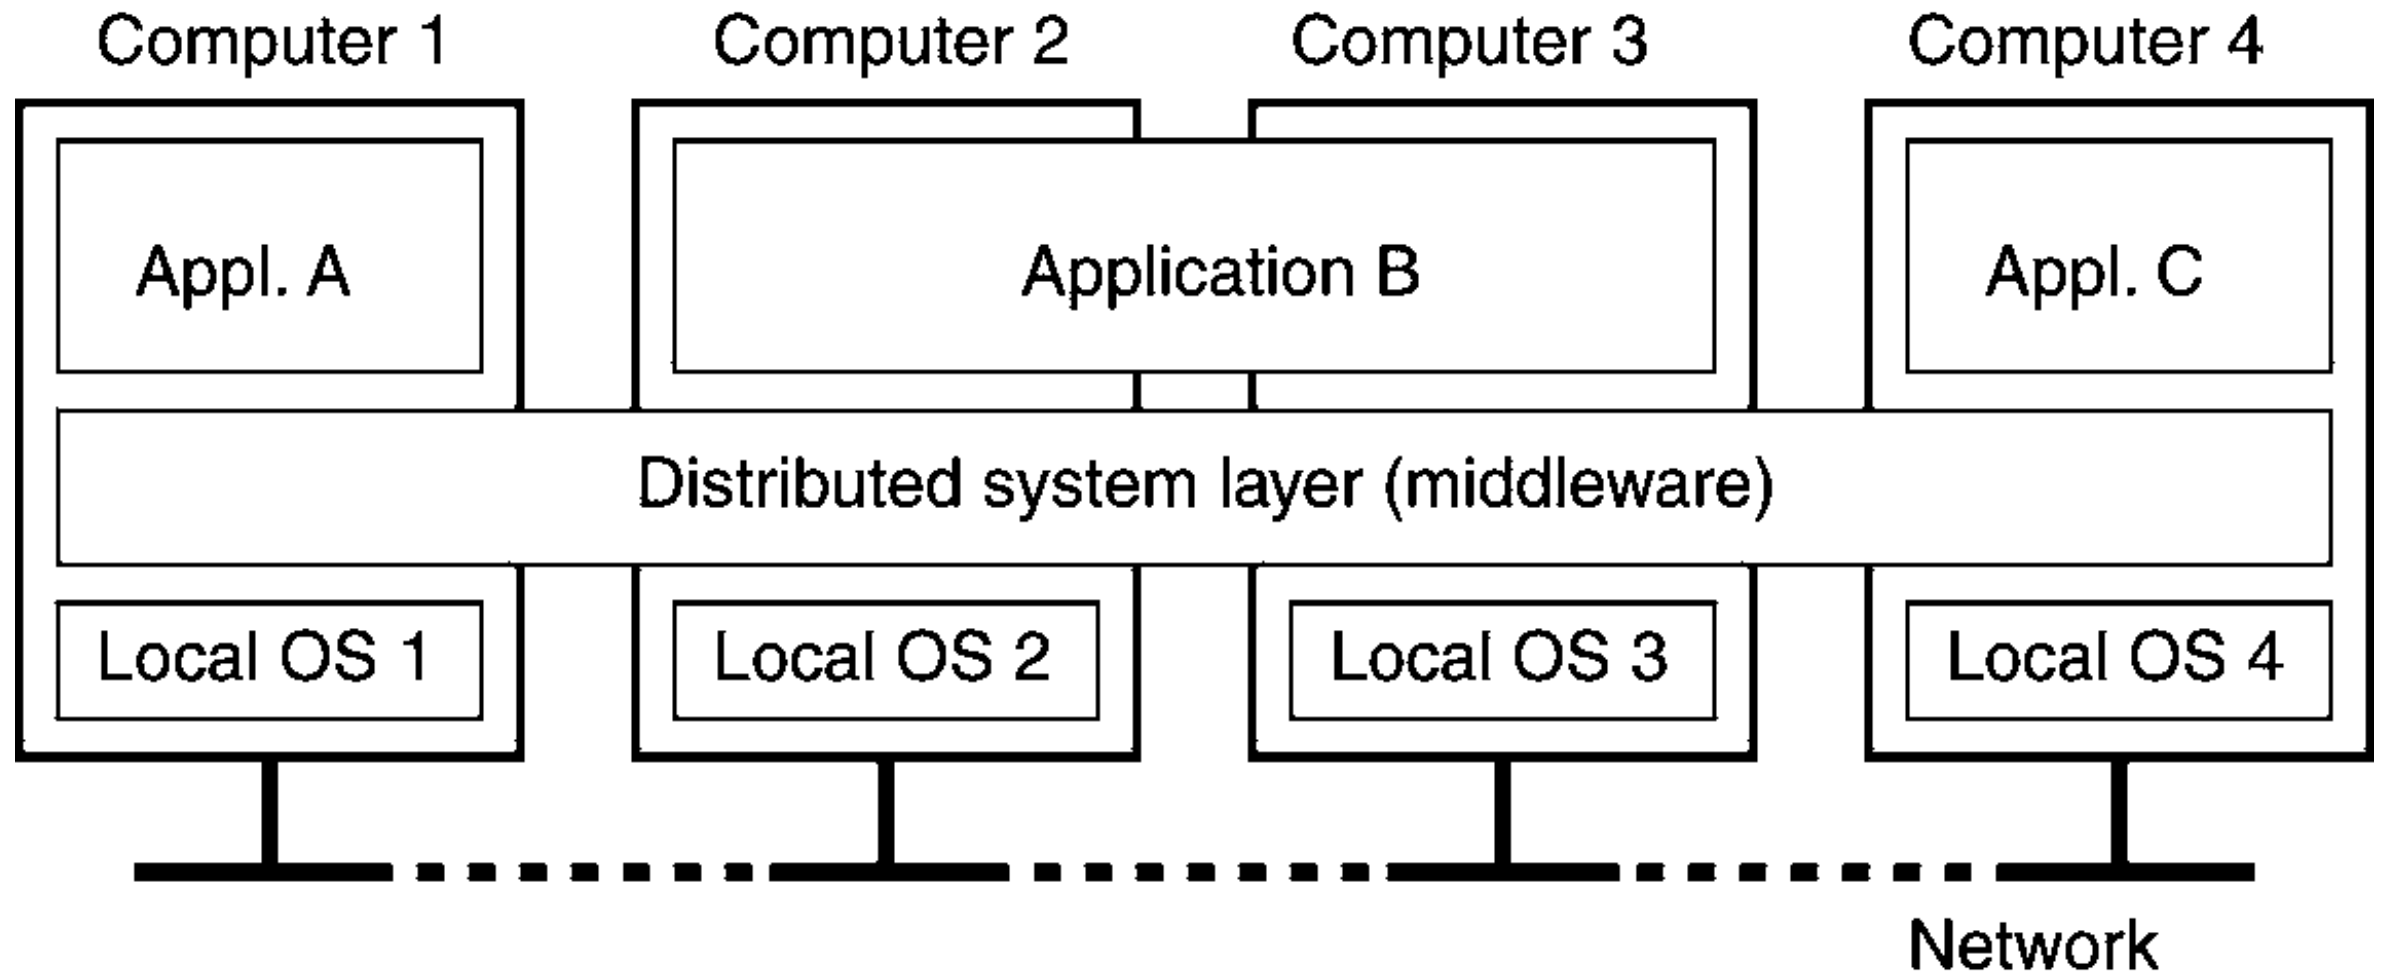 Computer 1 Computer 2 Computer 3 Computer 4
Appl. A Application B Appl. C
Distributed system layer (middleware)
Local OS 1 Local OS 2 Local OS 3 Local OS 4
Network